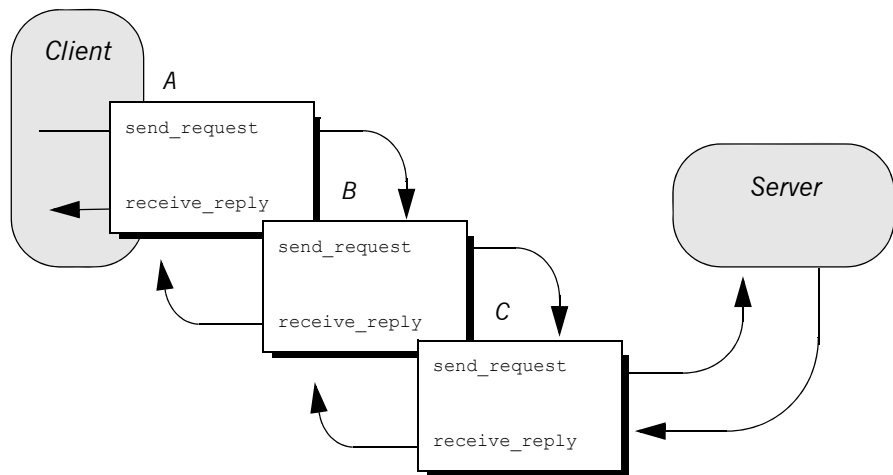 Client
A
send_request
receive_reply
B
send_request
receive_reply
C
send_request
receive_reply
Server